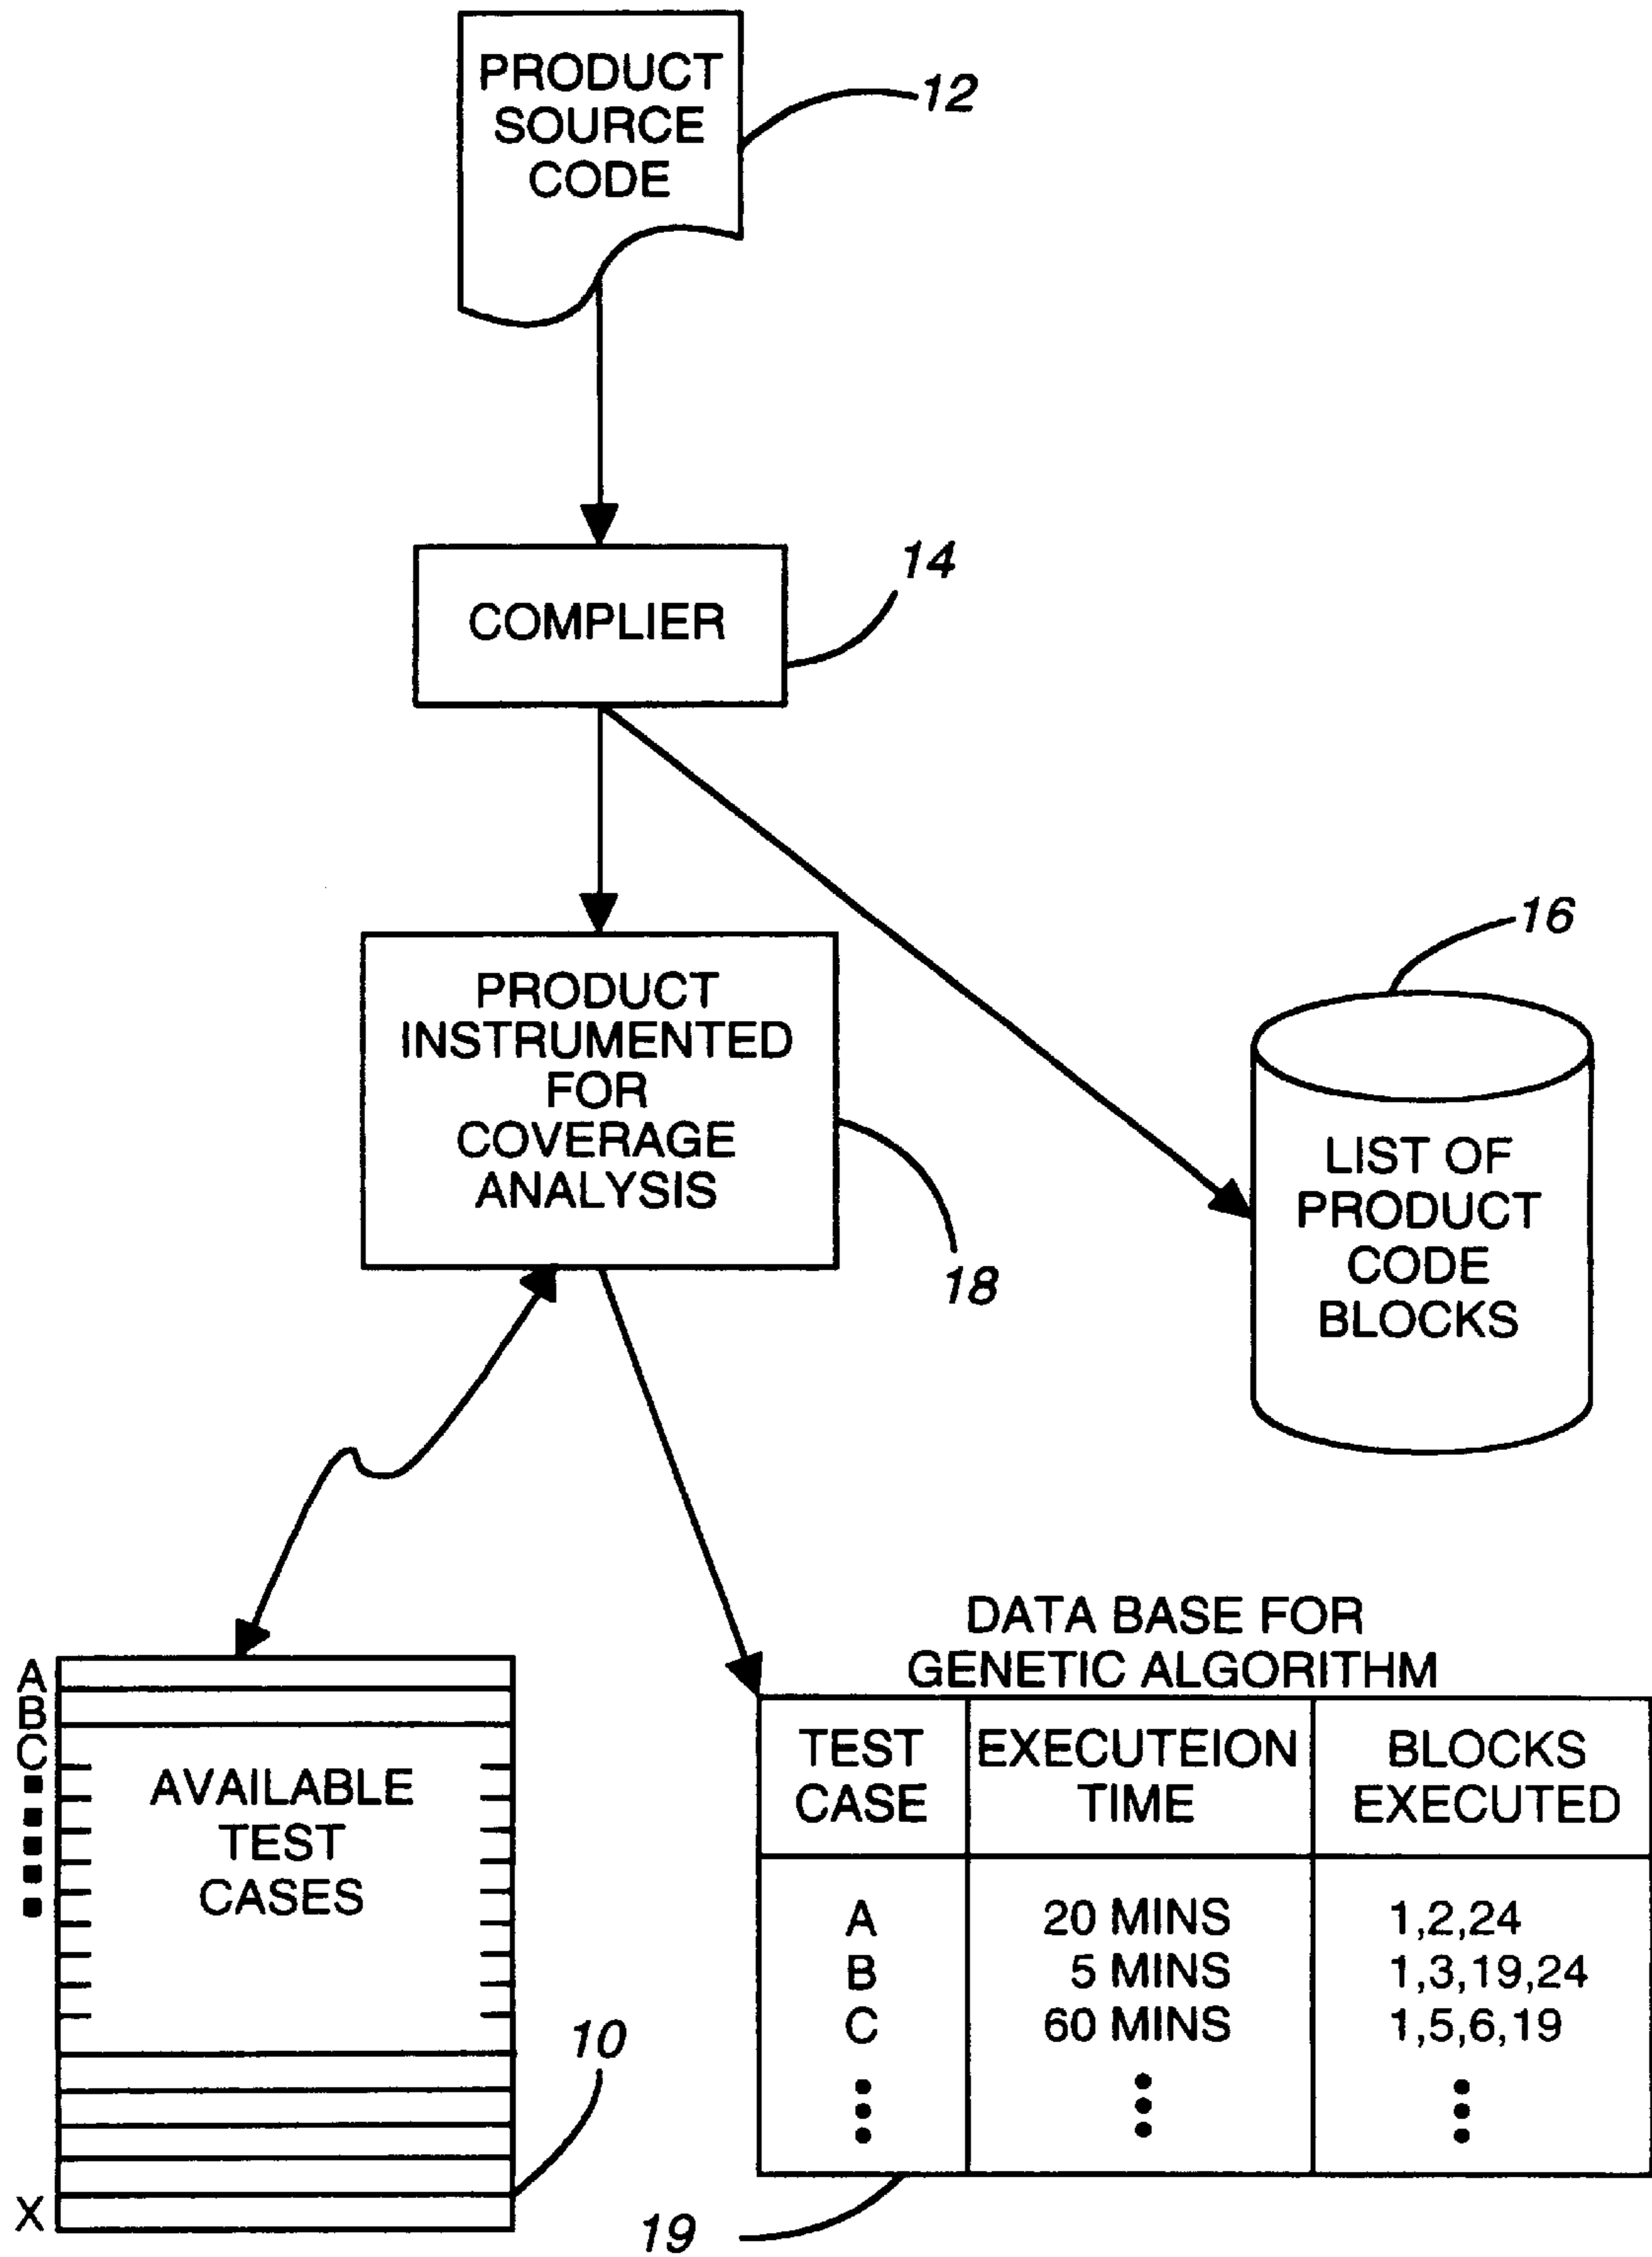 PRODUCT
SOURCE
CODE
12
COMPLIER
14
PRODUCT
INSTRUMENTED
FOR
COVERAGE
ANALYSIS
18
16
LIST OF
PRODUCT
CODE
BLOCKS
A
B
C
X
AVAILABLE
TEST
CASES
10
DATA BASE FOR
GENETIC ALGORITHM
TEST CASE
EXECUTEION TIME
BLOCKS EXECUTED
A 20 MINS 1,2,24
B 5 MINS 1,3,19,24
C 60 MINS 1,5,6,19
19